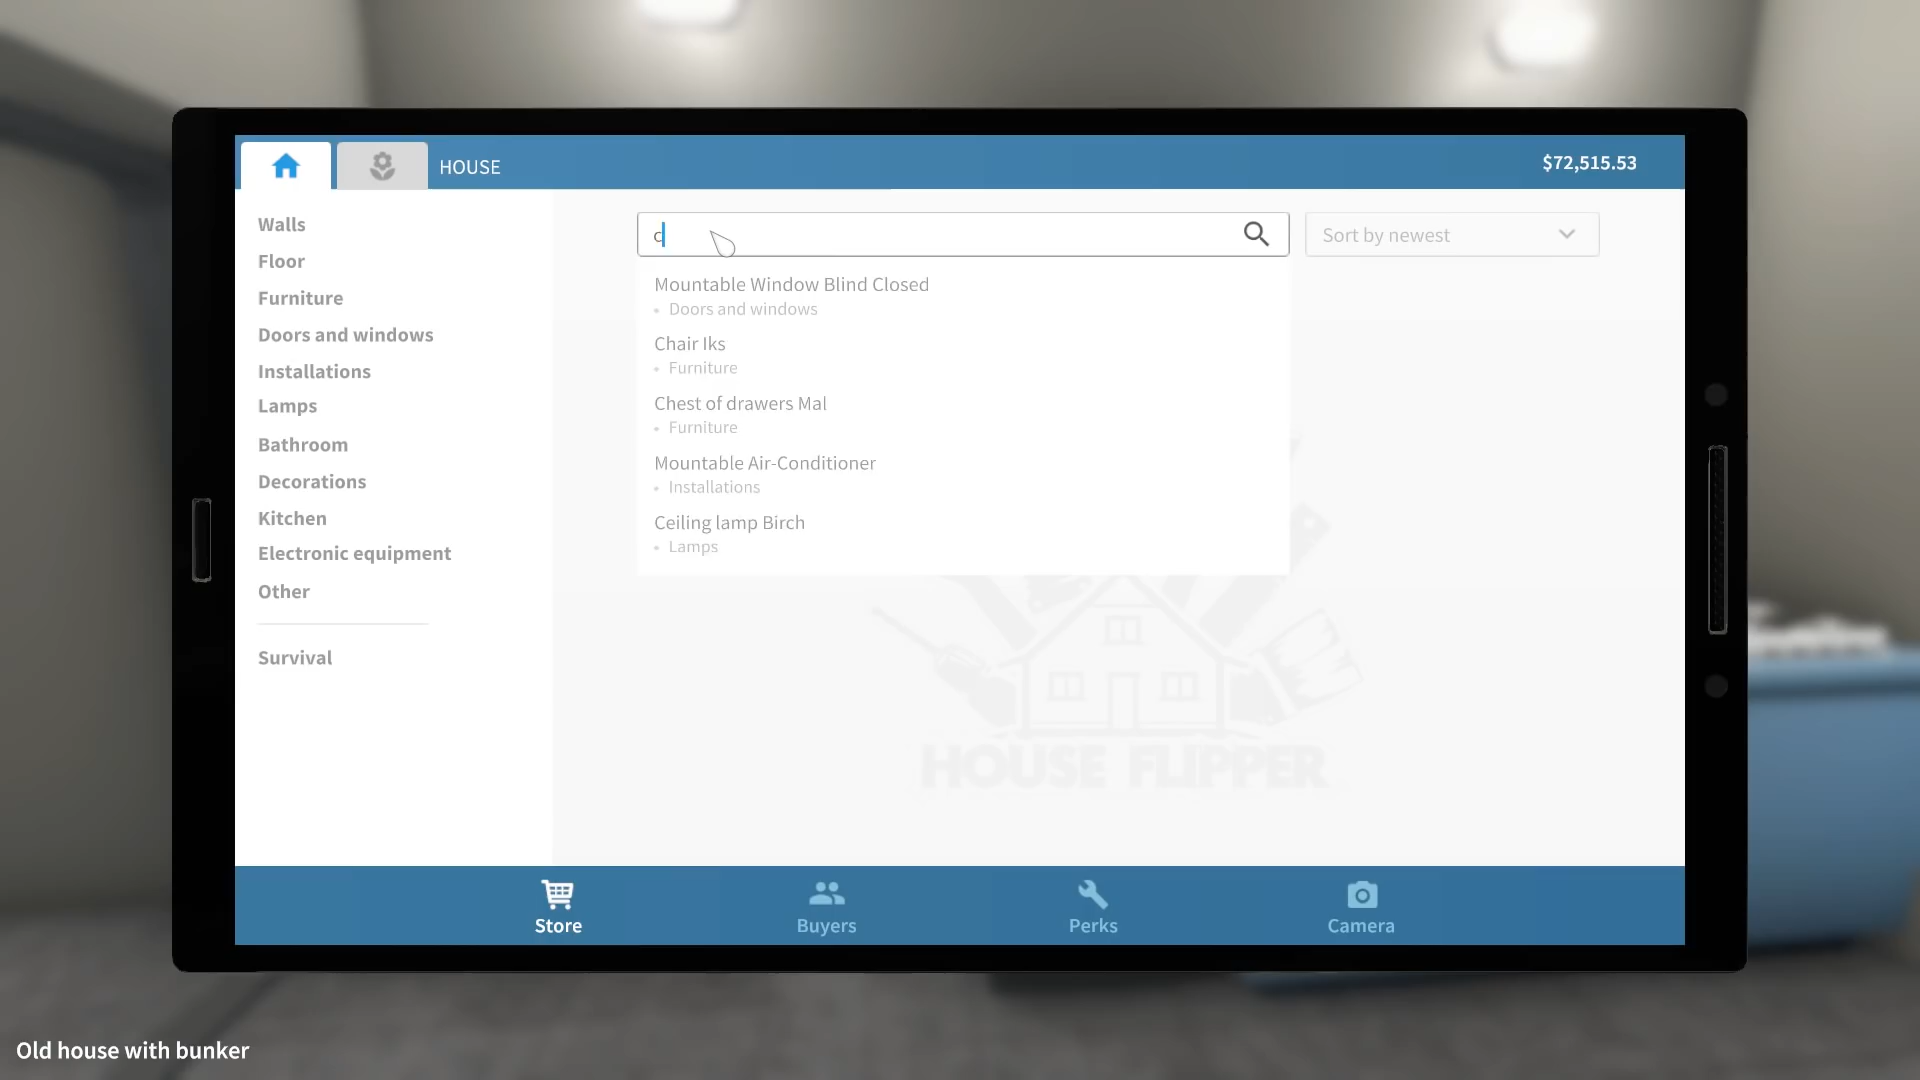 HOUSE
$72,515.53
Walls
Floor
Furniture
Doors and windows
Installations
Lamps
Bathroom
Decorations
Kitchen
Electronic equipment
Other
Survival
c
Sort by newest
Mountable Window Blind Closed
• Doors and windows
Chair Iks
• Furniture
Chest of drawers Mal
• Furniture
Mountable Air-Conditioner
• Installations
Ceiling lamp Birch
• Lamps
HOUSE FLIPPER
Store
Buyers
Perks
Camera
Old house with bunker